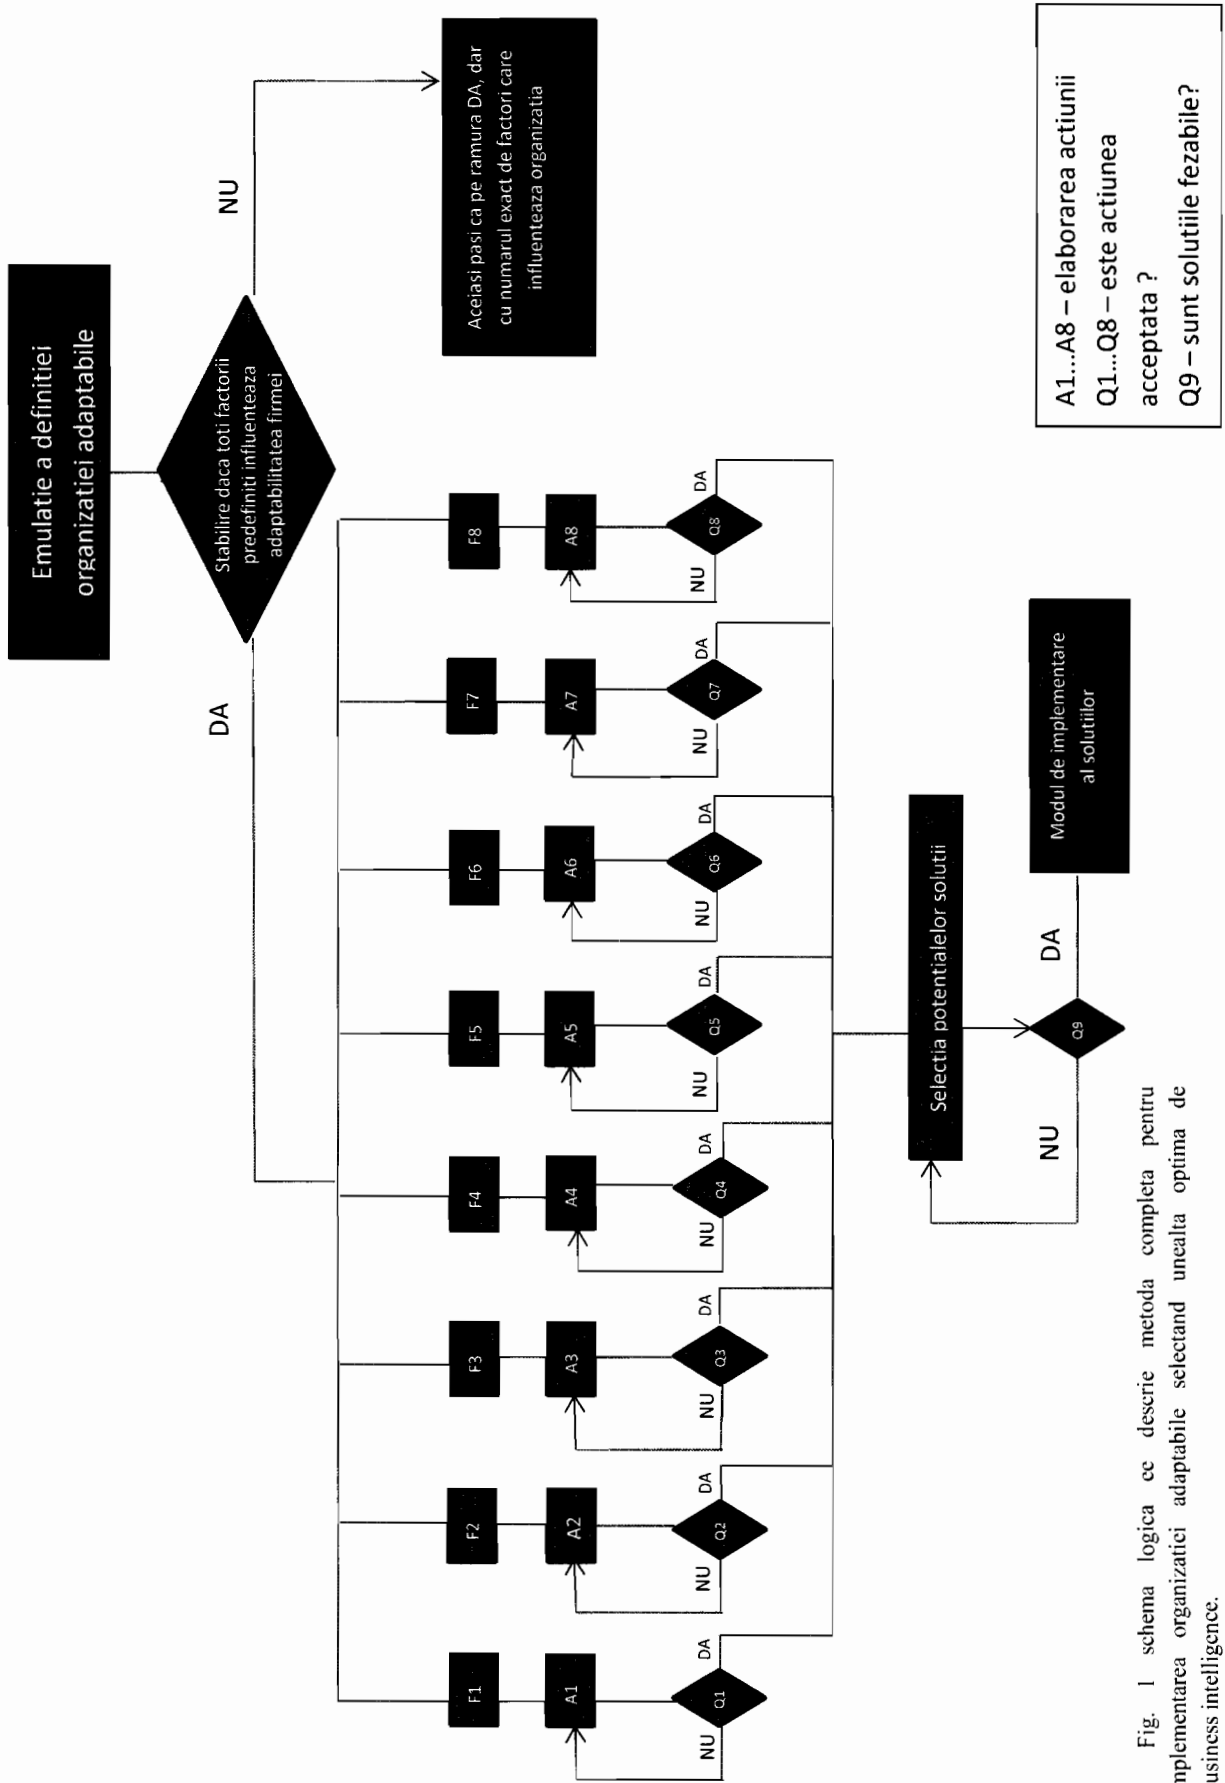 Emulatie a definitiei
organizatiei adaptabile
Stabilire daca toti factorii
predefiniti influenteaza
adaptabilitatea firmei
DA
NU
Aceiasi pasi ca pe ramura DA, dar
cu numarul exact de factori care
influenteaza organizatia
F1
F2
F3
F4
F5
F6
F7
F8
A1
A2
A3
A4
A5
A6
A7
A8
NU
Q1
DA
NU
Q2
DA
NU
Q3
DA
NU
Q4
DA
NU
Q5
DA
NU
Q6
DA
NU
Q7
DA
NU
Q8
DA
Selectia potentialelor solutii
NU
Q9
DA
Modul de implementare
al solutiilor
A1...A8 – elaborarea actiunii
Q1...Q8 – este actiunea
acceptata ?
Q9 – sunt solutiile fezabile?
Fig. 1 schema logica ce descrie metoda completa pentru
mplementarea organizatiei adaptabile selectand unealta optima de
usiness intelligence.